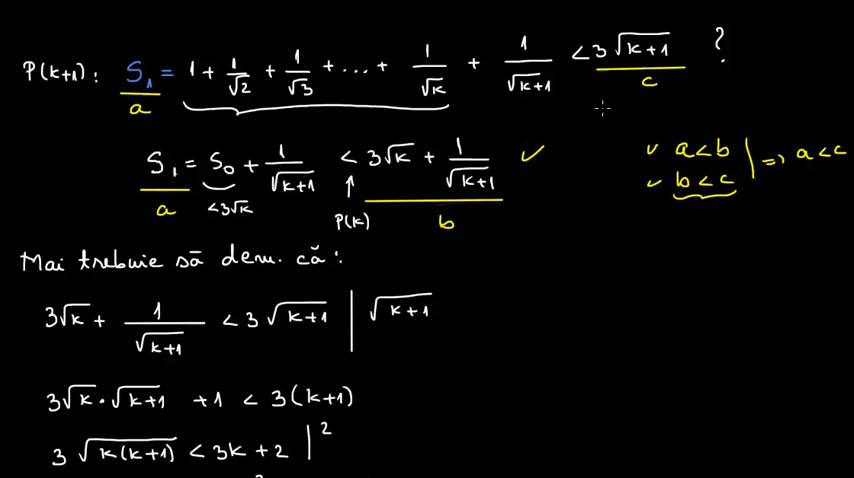 P(k+1): S₁ = 1 + 1/√2 + 1/√3 + ... + 1/√k + 1/√(k+1) < 3√(k+1) ?
a c
S₁ = S₀ + 1/√(k+1) < 3√k + 1/√(k+1) ✓ ✓ a<b | => a<c
a <3√k ↑ P(k) b ✓ b<c
Mai trebuie să dem. că:
3√k + 1/√(k+1) < 3√(k+1) | √(k+1)
3√k · √(k+1) + 1 < 3(k+1)
3√(k(k+1)) < 3k+2 |²